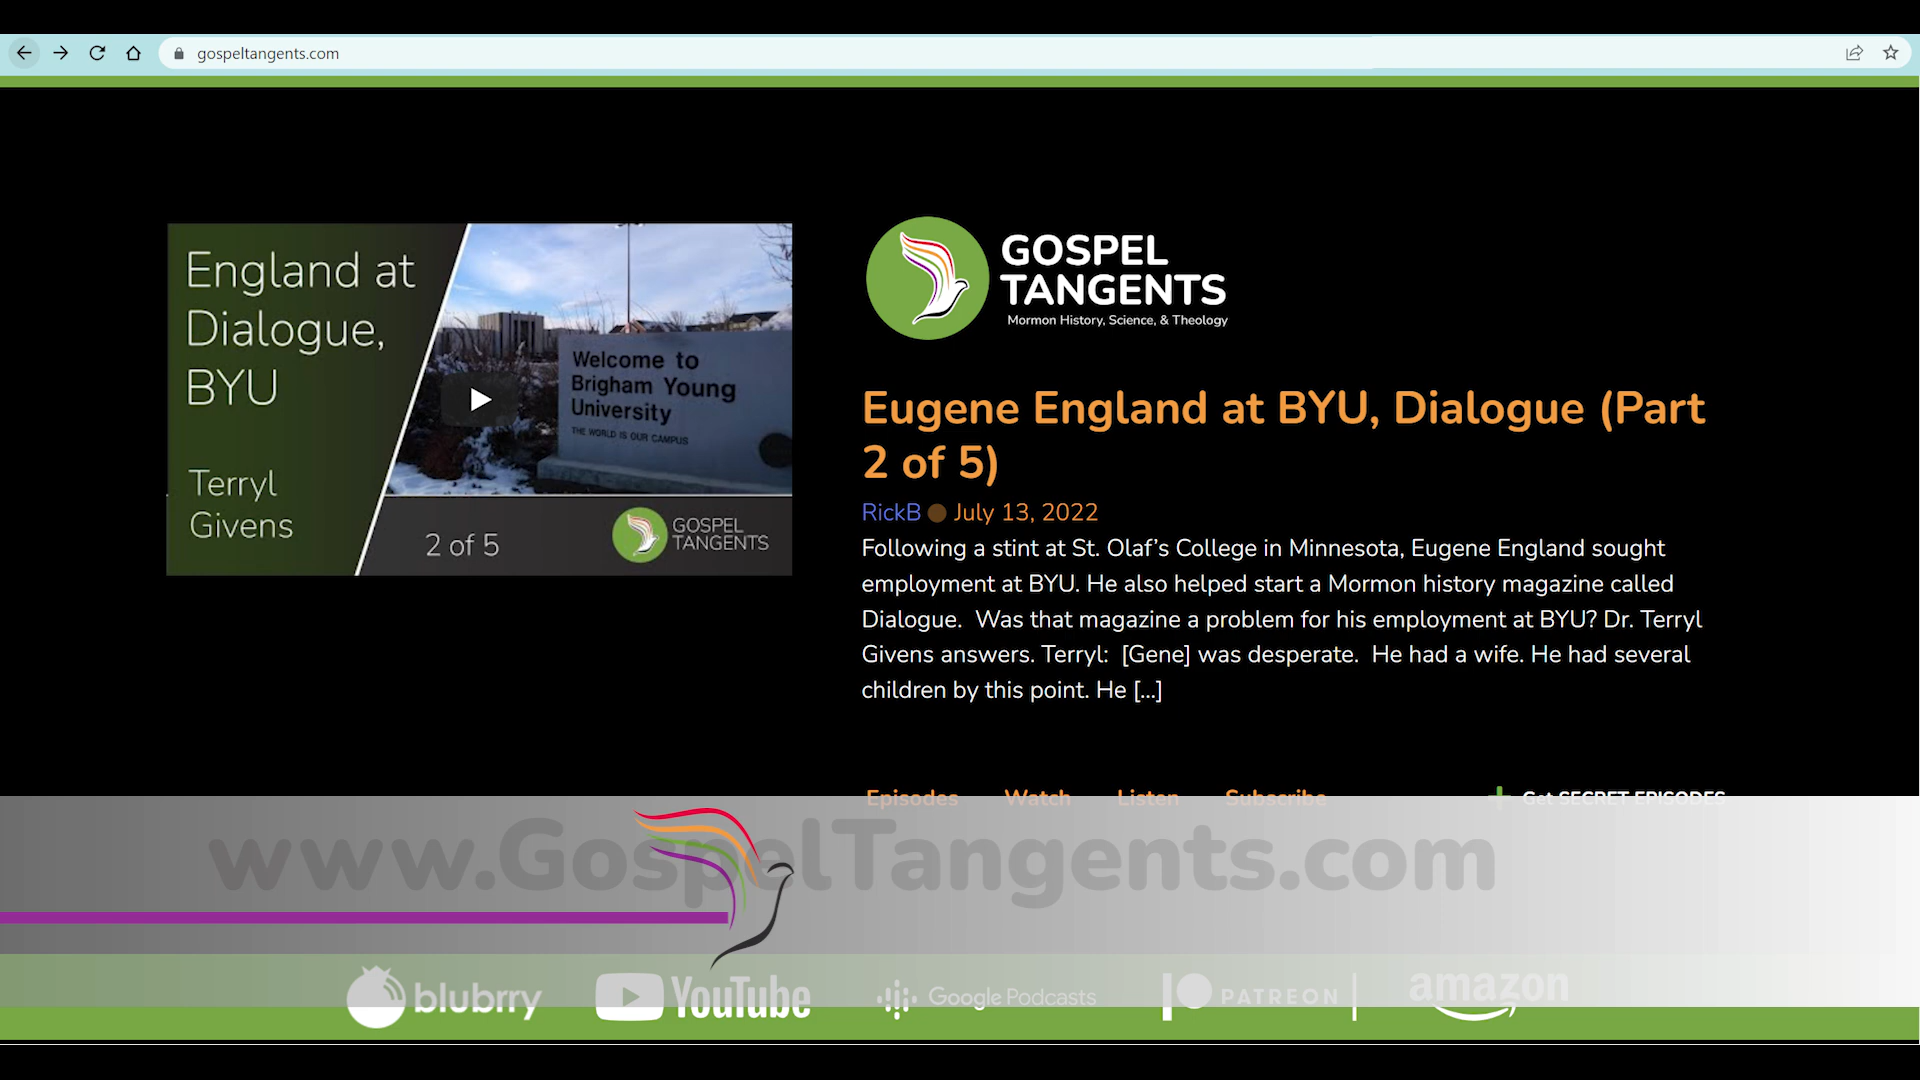 gospeltangents.com
England at
Dialogue,
BYU
Terryl
Givens
Welcome to
Brigham Young
University
THE WORLD IS OUR CAMPUS
2 of 5
GOSPEL
TANGENTS
GOSPEL
TANGENTS
Mormon History, Science, & Theology
Eugene England at BYU, Dialogue (Part
2 of 5)
RickB July 13, 2022
Following a stint at St. Olaf’s College in Minnesota, Eugene England sought
employment at BYU. He also helped start a Mormon history magazine called
Dialogue.  Was that magazine a problem for his employment at BYU? Dr. Terryl
Givens answers. Terryl:  [Gene] was desperate.  He had a wife. He had several
children by this point. He [...]
Episodes Watch Listen Subscribe Get SECRET EPISODES
www.GospelTangents.com
blubrry YouTube Google Podcasts PATREON amazon